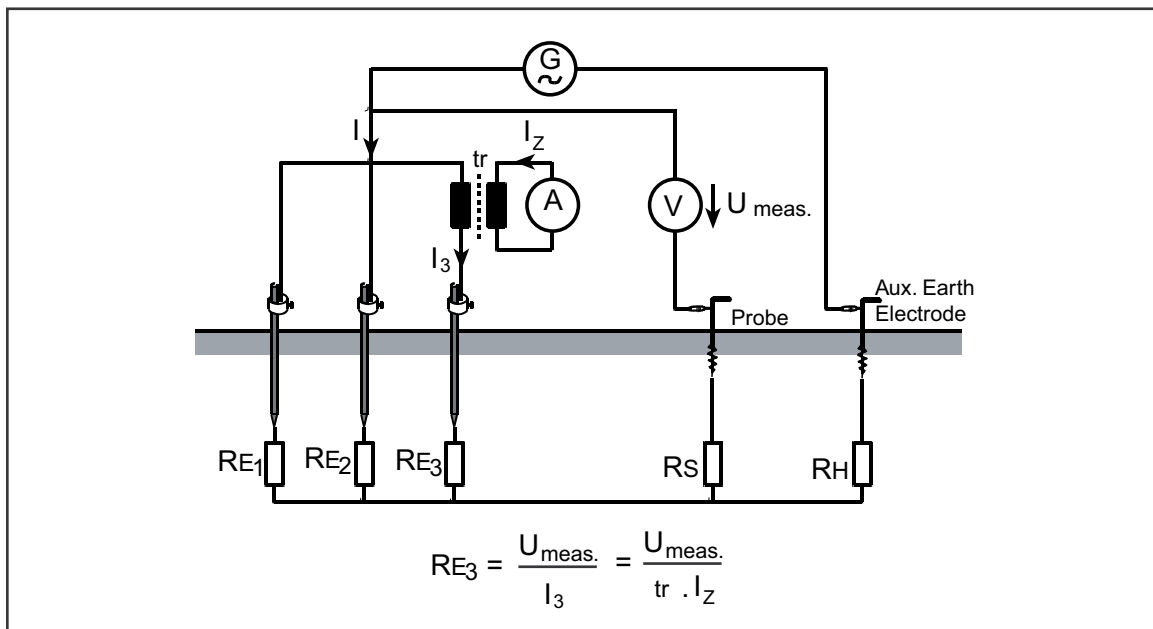 G
I
tr
I_Z
A
V
U meas.
I_3
Probe
Aux. Earth
Electrode
RE1
RE2
RE3
RS
RH
RE3 = U_meas. / I_3 = U_meas. / tr . I_Z